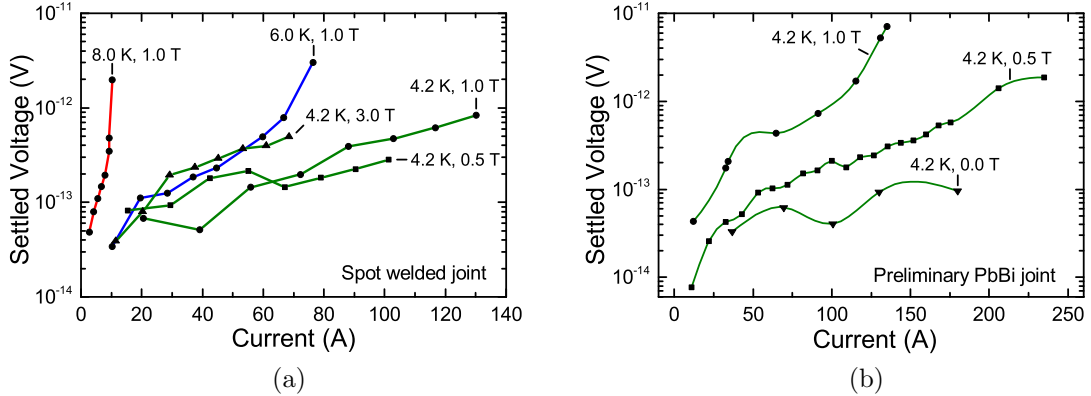 10⁻¹¹
10⁻¹²
10⁻¹³
10⁻¹⁴
Settled Voltage (V)
8.0 K, 1.0 T
6.0 K, 1.0 T
4.2 K, 1.0 T
4.2 K, 3.0 T
4.2 K, 0.5 T
Spot welded joint
0 20 40 60 80 100 120 140
Current (A)
(a)
10⁻¹¹
10⁻¹²
10⁻¹³
10⁻¹⁴
Settled Voltage (V)
4.2 K, 1.0 T
4.2 K, 0.5 T
4.2 K, 0.0 T
Preliminary PbBi joint
0 50 100 150 200 250
Current (A)
(b)